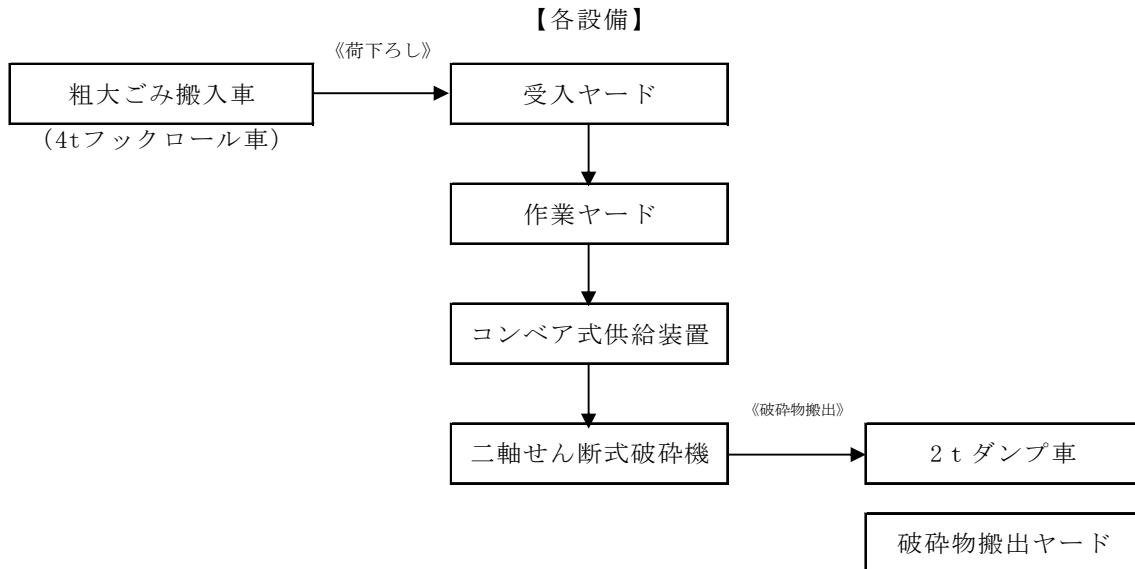 【各設備】
《荷下ろし》
粗大ごみ搬入車
受入ヤード
(4tフックロール車)
作業ヤード
コンベア式供給装置
《破砕物搬出》
二軸せん断式破砕機
2ｔダンプ車
破砕物搬出ヤード